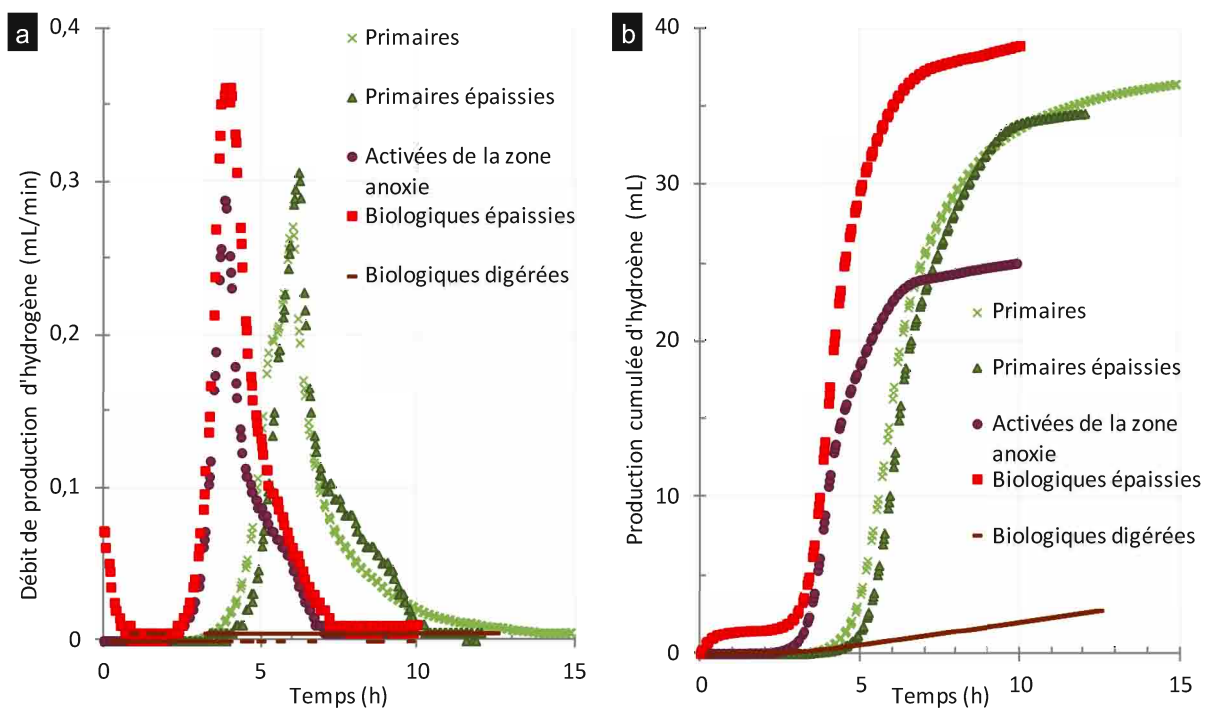 a
0,4
0,3
0,2
0,1
0
Débit de production d'hydrogène (mL/min)
0
5
10
15
Temps (h)
Primaires
Primaires épaissies
Activées de la zone
anoxie
Biologiques épaissies
Biologiques digérées
b
40
30
20
10
0
Production cumulée d'hydroène (mL)
0
5
10
15
Temps (h)
Primaires
Primaires épaissies
Activées de la zone
anoxie
Biologiques épaissies
Biologiques digérées